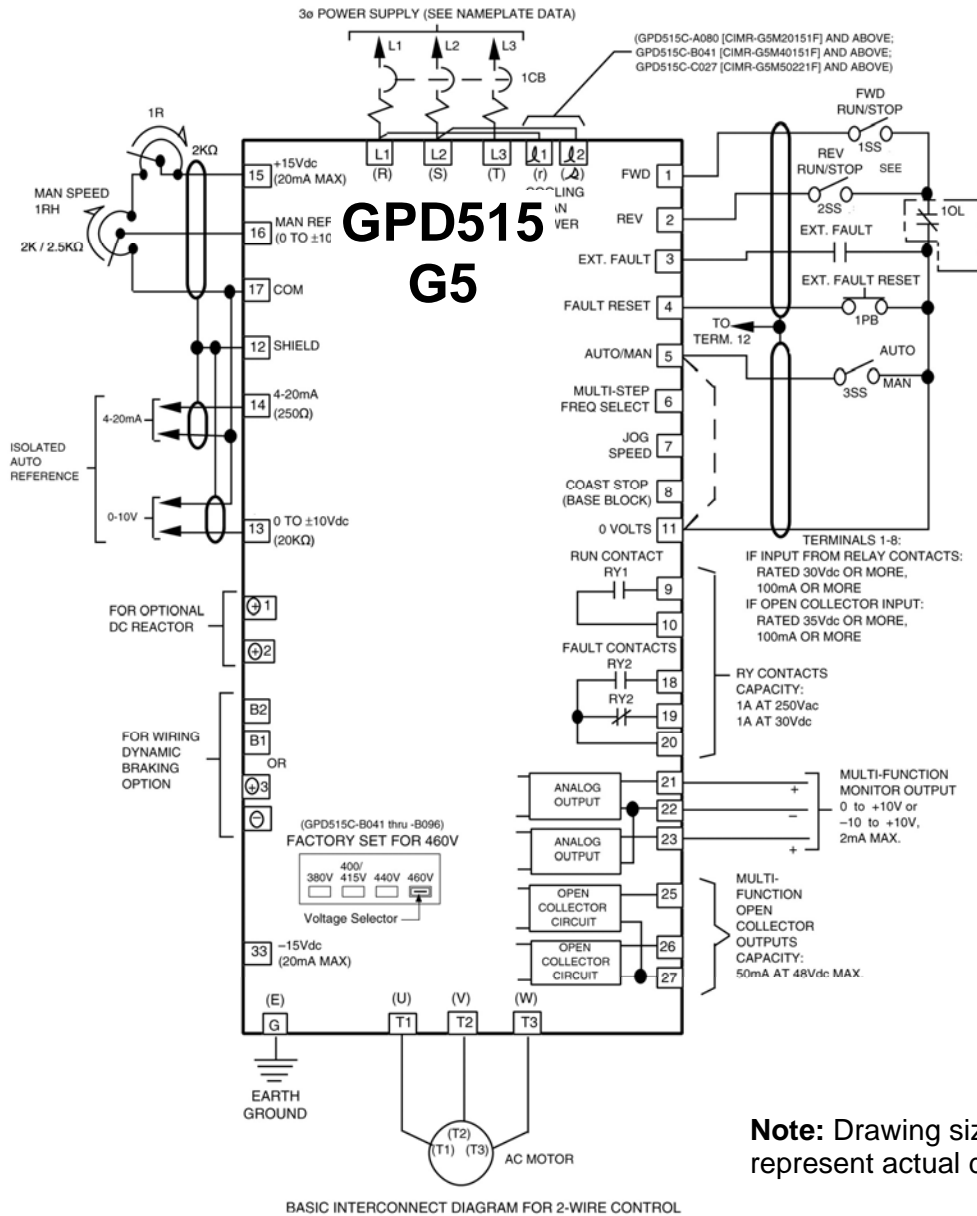 3ø POWER SUPPLY (SEE NAMEPLATE DATA)
L1
L2
L3
1CB
(GPD515C-A080 [CIMR-G5M20151F] AND ABOVE;
GPD515C-B041 (CIMR-G5M40151F] AND ABOVE;
GPD515C-C027 (CIMR-G5M50221F] AND ABOVE)
L1
L2
L3
ℓ1
ℓ2
(R)
(S)
(T)
(r)
GPD515
G5
1R
2KΩ
MAN SPEED
1RH
2K / 2.5KΩ
15
+15Vdc
(20mA MAX)
16
MAN REF
(0 TO ±10
17
COM
12
SHIELD
14
4-20mA
(250Ω)
4-20mA
ISOLATED
AUTO
REFERENCE
0-10V
13
0 TO ±10Vdc
(20KΩ)
FOR OPTIONAL
DC REACTOR
+1
+2
FOR WIRING
DYNAMIC
BRAKING
OPTION
B2
B1
OR
+3
−
(GPD515C-B041 thru -B096)
FACTORY SET FOR 460V
380V
400/
415V
440V
460V
Voltage Selector
33
−15Vdc
(20mA MAX)
FWD
1
REV
2
EXT. FAULT
3
FAULT RESET
4
AUTO/MAN
5
MULTI-STEP
FREQ SELECT
6
JOG
SPEED
7
COAST STOP
(BASE BLOCK)
8
0 VOLTS
11
FWD
RUN/STOP
1SS
REV
RUN/STOP
SEE
2SS
1OL
EXT. FAULT
EXT. FAULT RESET
1PB
TO
TERM. 12
AUTO
MAN
3SS
TERMINALS 1-8:
IF INPUT FROM RELAY CONTACTS:
RATED 30Vdc OR MORE,
100mA OR MORE
IF OPEN COLLECTOR INPUT:
RATED 35Vdc OR MORE,
100mA OR MORE
RUN CONTACT
RY1
9
10
FAULT CONTACTS
RY2
18
RY2
19
20
RY CONTACTS
CAPACITY:
1A AT 250Vac
1A AT 30Vdc
ANALOG
OUTPUT
21
22
ANALOG
OUTPUT
23
+
−
+
MULTI-FUNCTION
MONITOR OUTPUT
0 to +10V or
–10 to +10V,
2mA MAX.
OPEN
COLLECTOR
CIRCUIT
25
OPEN
COLLECTOR
CIRCUIT
26
27
MULTI-
FUNCTION
OPEN
COLLECTOR
OUTPUTS
CAPACITY:
50mA AT 48Vdc MAX.
(E)
G
(U)
T1
(V)
T2
(W)
T3
EARTH
GROUND
(T2)
(T1) (T3)
AC MOTOR
Note: Drawing siz
represent actual
BASIC INTERCONNECT DIAGRAM FOR 2-WIRE CONTROL